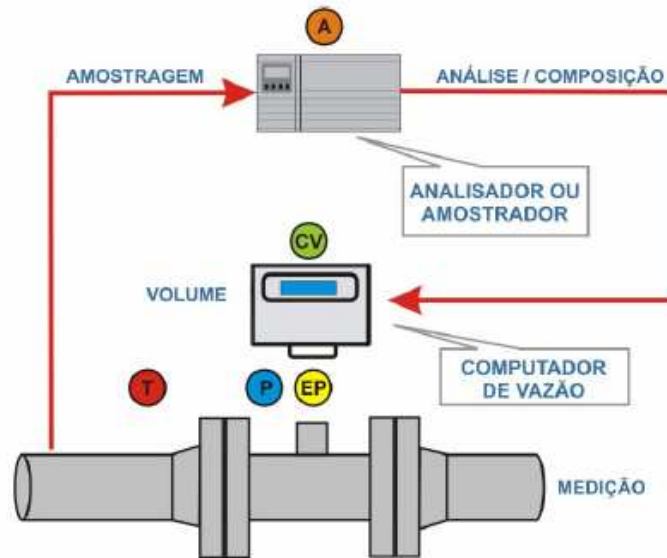 A
AMOSTRAGEM
ANÁLISE / COMPOSIÇÃO
ANALISADOR OU
AMOSTRADOR
CV
VOLUME
COMPUTADOR
DE VAZÃO
T
P
EP
MEDIÇÃO